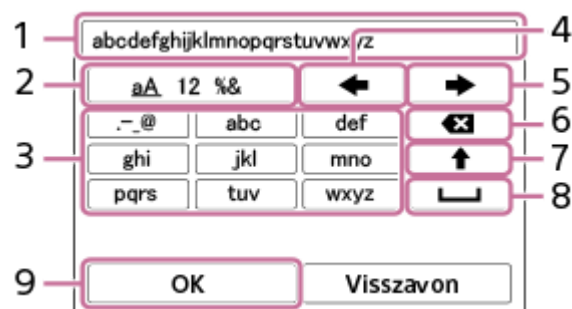 1 abcdefghijklmnopqrstuvwxyz 4
2 aA 12 %& 5
.-_@ abc def 6
3 ghi jkl mno 7
pqrs tuv wxyz 8
9 OK Visszavon